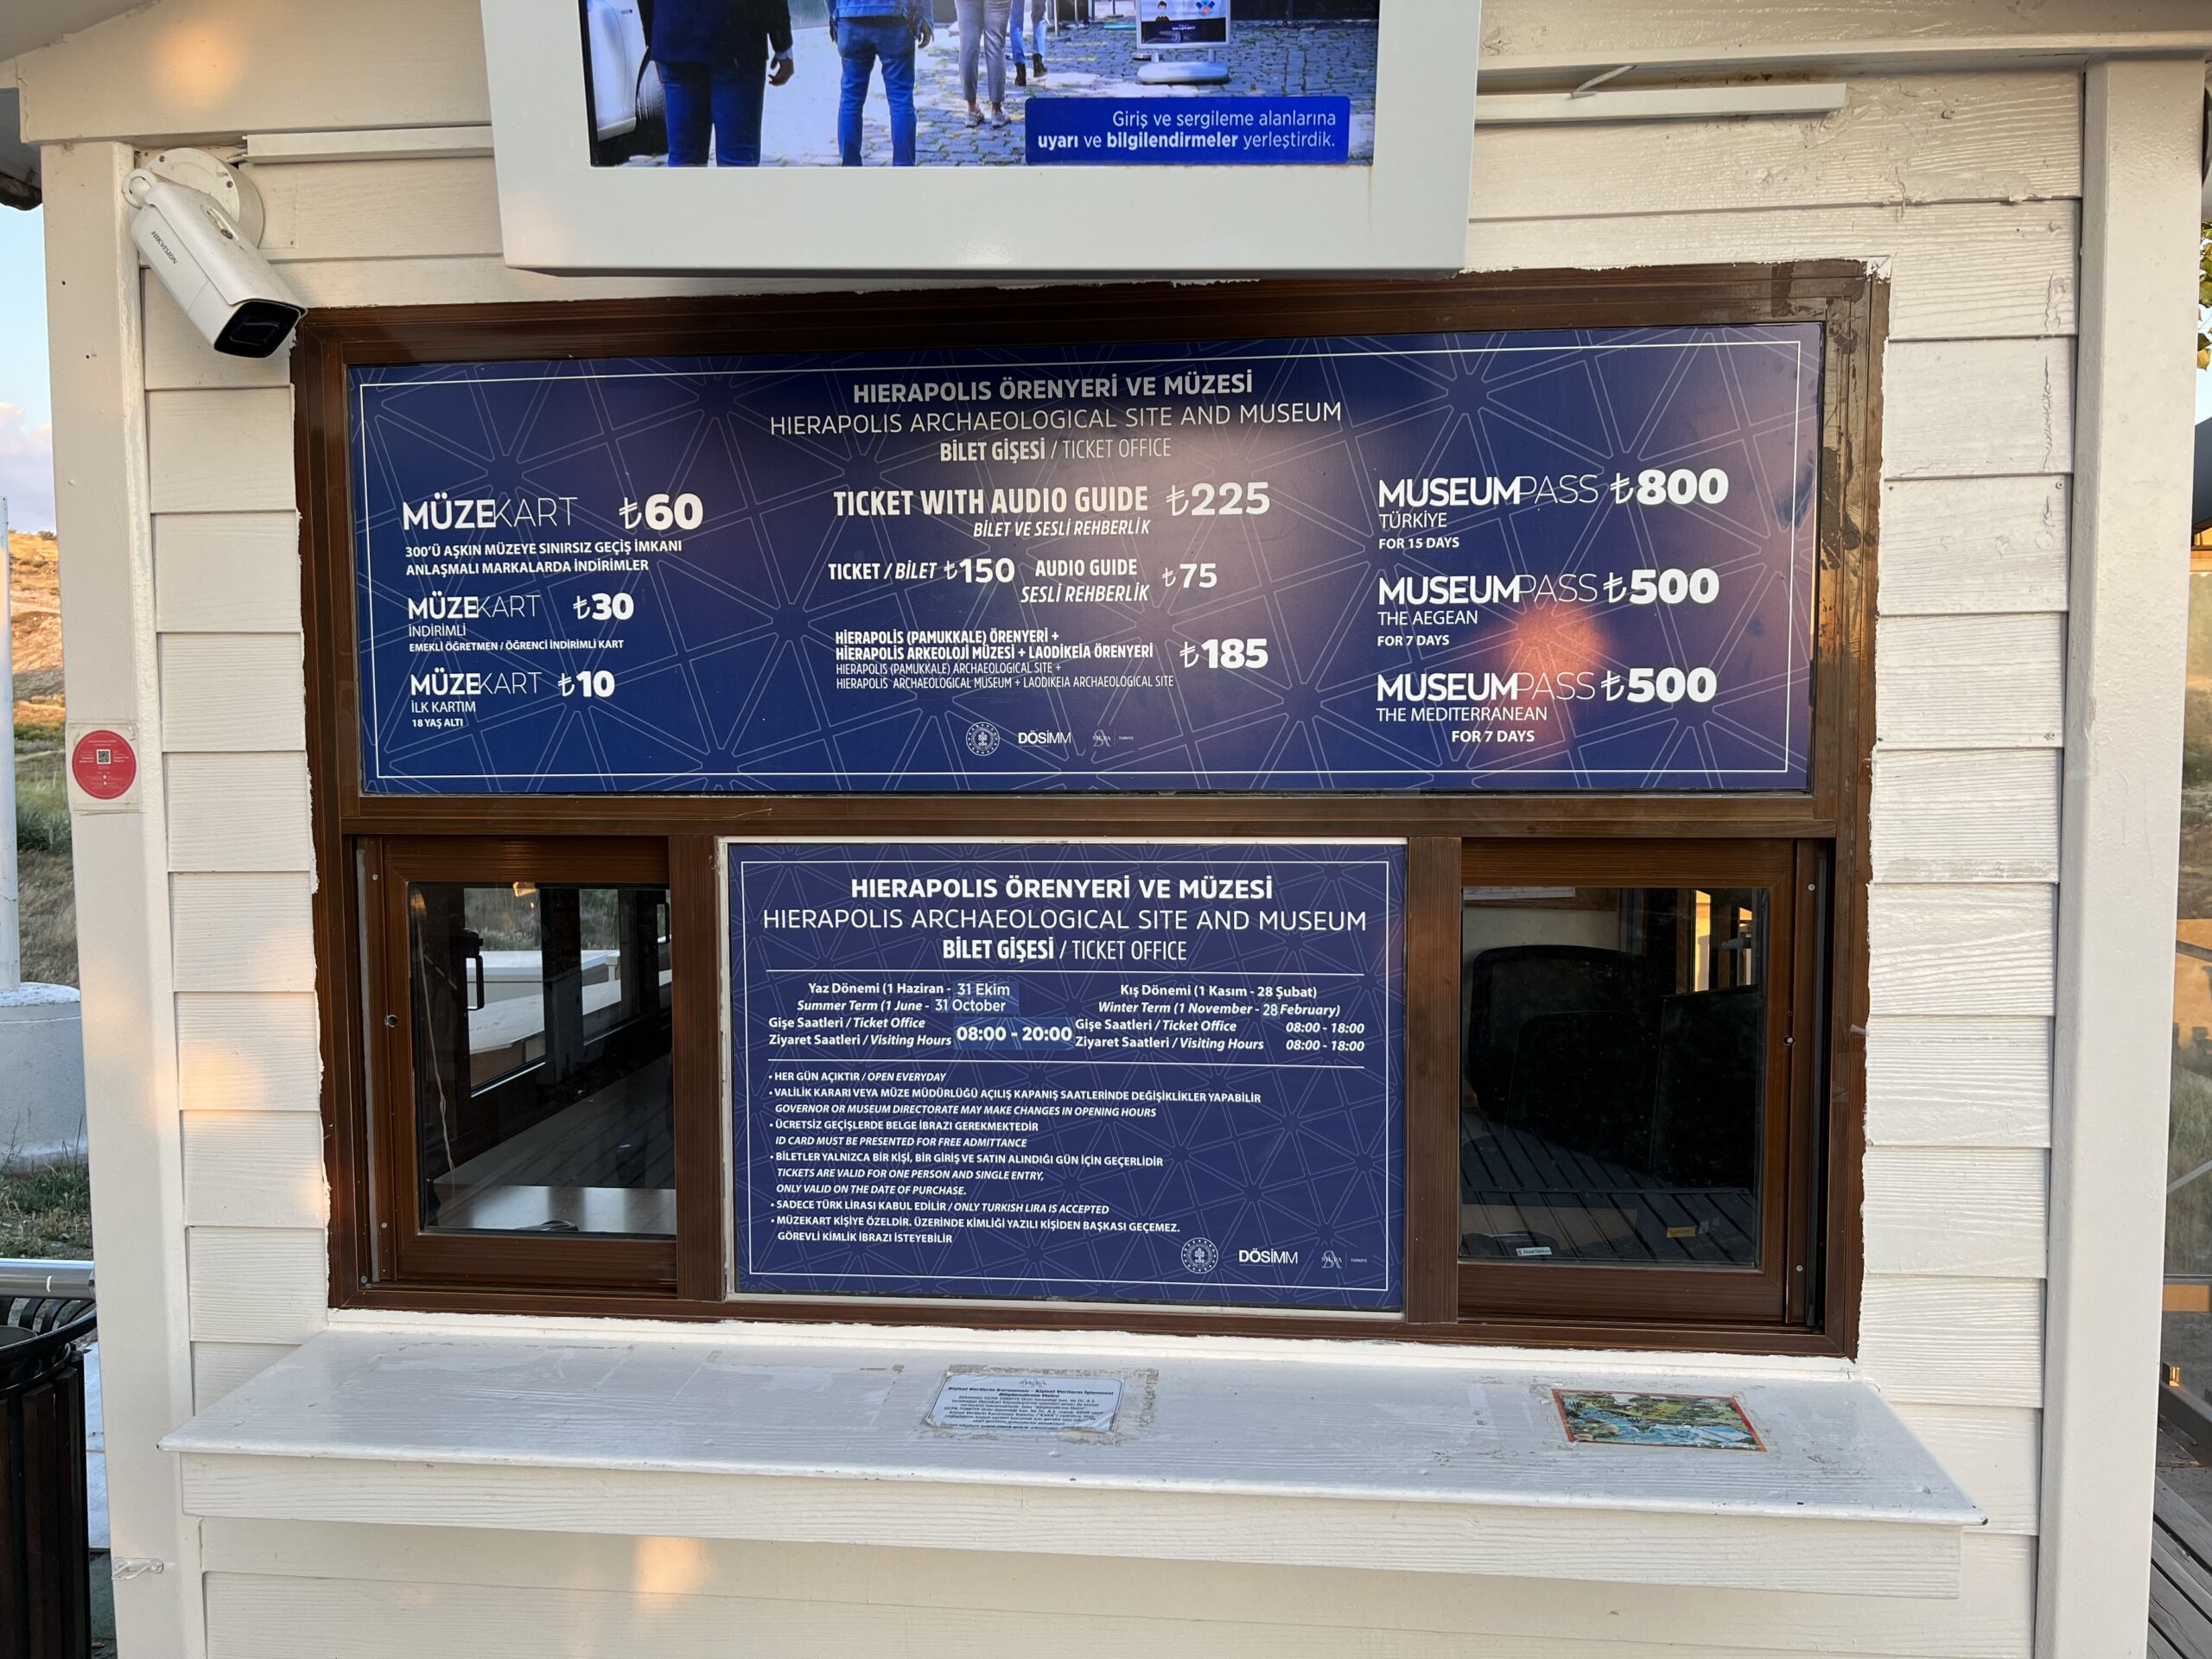 Giriş ve sergileme alanlarına
uyarı ve bilgilendirmeler yerleştirdik.
HIKVISION
HIERAPOLIS ÖRENYERİ VE MÜZESİ
HIERAPOLIS ARCHAEOLOGICAL SITE AND MUSEUM
BİLET GİŞESİ / TICKET OFFICE
MÜZEKART ₺60
300'Ü AŞKIN MÜZEYE SINIRSIZ GEÇİŞ İMKANI
ANLAŞMALI MARKALARDA İNDİRİMLER
MÜZEKART ₺30
İNDİRİMLİ
EMEKLİ ÖĞRETMEN / ÖĞRENCİ İNDİRİMLİ KART
MÜZEKART ₺10
İLK KARTIM
18 YAŞ ALTI
TICKET WITH AUDIO GUIDE ₺225
BİLET VE SESLİ REHBERLİK
TICKET / BİLET ₺150 AUDIO GUIDE ₺75
SESLİ REHBERLİK
HİERAPOLİS (PAMUKKALE) ÖRENYERİ +
HİERAPOLİS ARKEOLOJİ MÜZESİ + LAODİKEİA ÖRENYERİ ₺185
HIERAPOLIS (PAMUKKALE) ARCHAEOLOGICAL SITE +
HIERAPOLIS ARCHAEOLOGICAL MUSEUM + LAODIKEIA ARCHAEOLOGICAL SITE
DÖSİMM
MUSEUMPASS ₺800
TÜRKİYE
FOR 15 DAYS
MUSEUMPASS ₺500
THE AEGEAN
FOR 7 DAYS
MUSEUMPASS ₺500
THE MEDITERRANEAN
FOR 7 DAYS
HIERAPOLIS ÖRENYERİ VE MÜZESİ
HIERAPOLIS ARCHAEOLOGICAL SITE AND MUSEUM
BİLET GİŞESİ / TICKET OFFICE
Yaz Dönemi (1 Haziran - 31 Ekim
Summer Term (1 June - 31 October
Gişe Saatleri / Ticket Office
Ziyaret Saatleri / Visiting Hours 08:00 - 20:00
Kış Dönemi (1 Kasım - 28 Şubat)
Winter Term (1 November - 28 February)
Gişe Saatleri / Ticket Office 08:00 - 18:00
Ziyaret Saatleri / Visiting Hours 08:00 - 18:00
• HER GÜN AÇIKTIR / OPEN EVERYDAY
• VALİLİK KARARI VEYA MÜZE MÜDÜRLÜĞÜ AÇILIŞ KAPANIŞ SAATLERİNDE DEĞİŞİKLİKLER YAPABİLİR
GOVERNOR OR MUSEUM DIRECTORATE MAY MAKE CHANGES IN OPENING HOURS
• ÜCRETSİZ GEÇİŞLERDE BELGE İBRAZI GEREKMEKTEDİR
ID CARD MUST BE PRESENTED FOR FREE ADMITTANCE
• BİLETLER YALNIZCA BİR KİŞİ, BİR GİRİŞ VE SATIN ALINDIĞI GÜN İÇİN GEÇERLİDİR
TICKETS ARE VALID FOR ONE PERSON AND SINGLE ENTRY,
ONLY VALID ON THE DATE OF PURCHASE.
• SADECE TÜRK LİRASI KABUL EDİLİR / ONLY TURKISH LIRA IS ACCEPTED
• MÜZEKART KİŞİYE ÖZELDİR. ÜZERİNDE KİMLİĞİ YAZILI KİŞİDEN BAŞKASI GEÇEMEZ.
GÖREVLİ KİMLİK İBRAZI İSTEYEBİLİR
DÖSİMM
Kişisel Verilerin Korunması - Kişisel Verilerin İşlenmesi
Bilgilendirme Metni